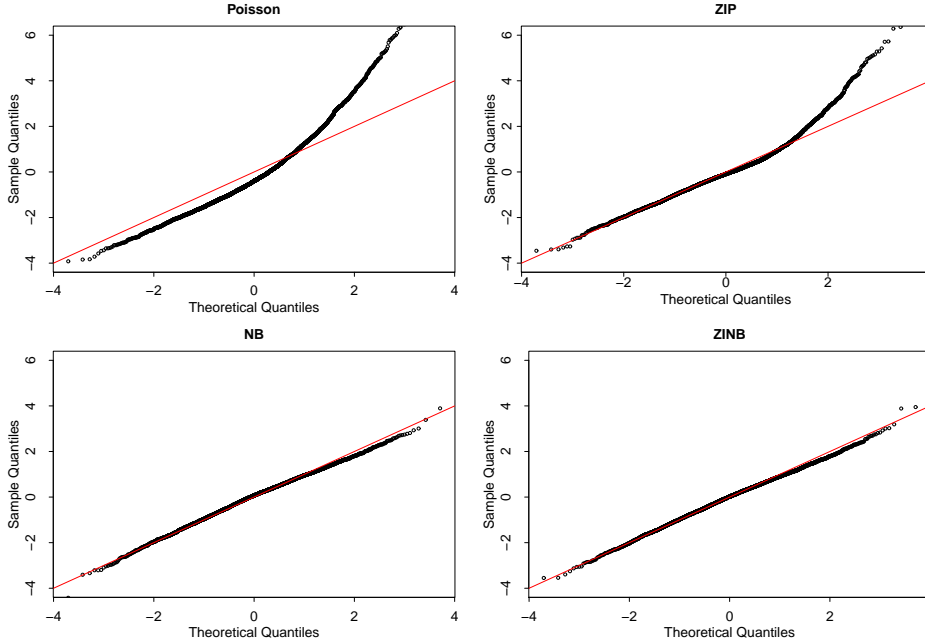 Poisson
Sample Quantiles
6
4
2
0
−2
−4
−4 −2 0 2 4
Theoretical Quantiles
ZIP
Sample Quantiles
6
4
2
0
−2
−4
−4 −2 0 2
Theoretical Quantiles
NB
Sample Quantiles
6
4
2
0
−2
−4
−4 −2 0 2 4
Theoretical Quantiles
ZINB
Sample Quantiles
6
4
2
0
−2
−4
−4 −2 0 2
Theoretical Quantiles